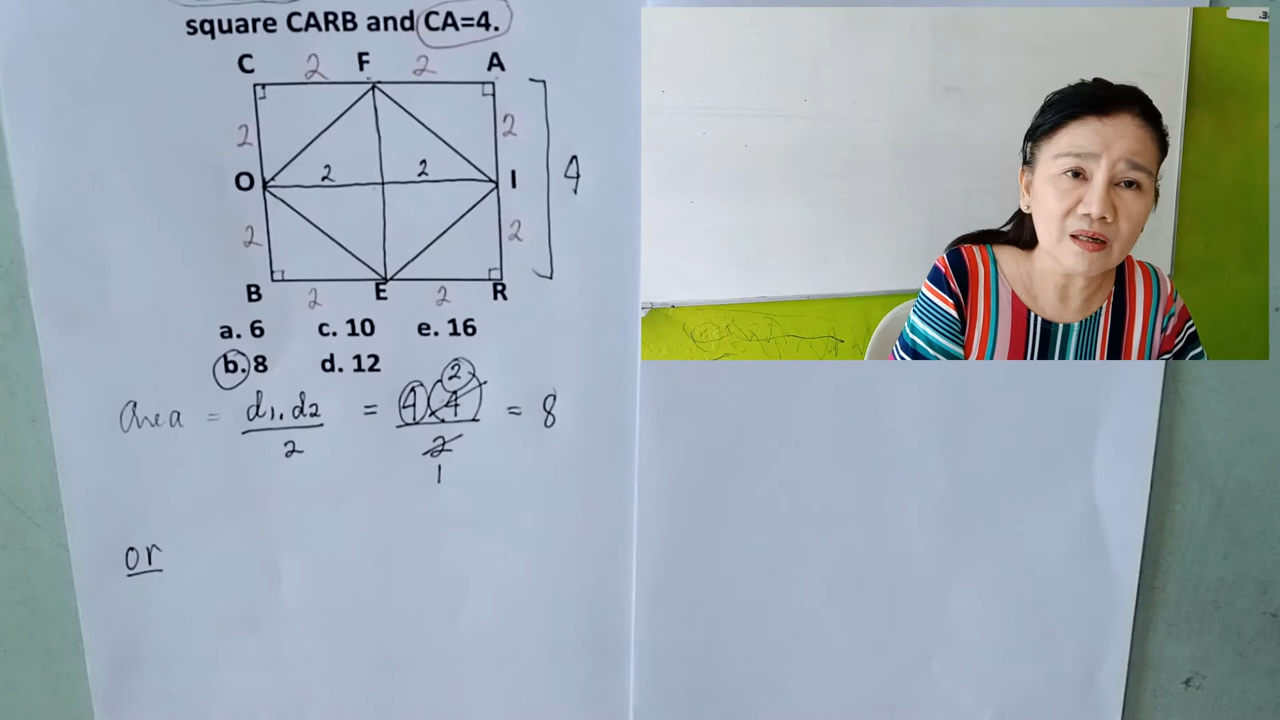 square CARB and CA=4.
C 2 F 2 A
2 2
O 2 2 I 4
2 2
B 2 E 2 R
a. 6 c. 10 e. 16
b. 8 d. 12
2
Area = d1. d2 = 4(4) = 8
2 2
1
or